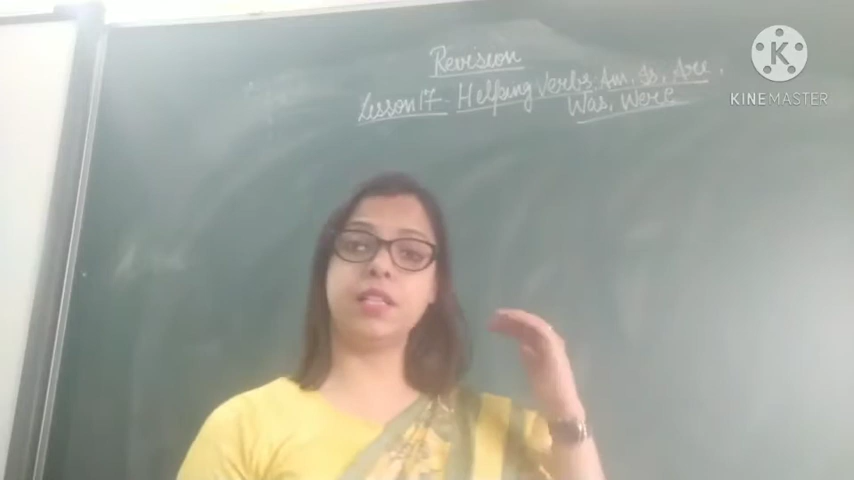 Revision
Lesson 17 - Helping Verbs: Am, Is, Are,
Was, Were
K
KINEMASTER